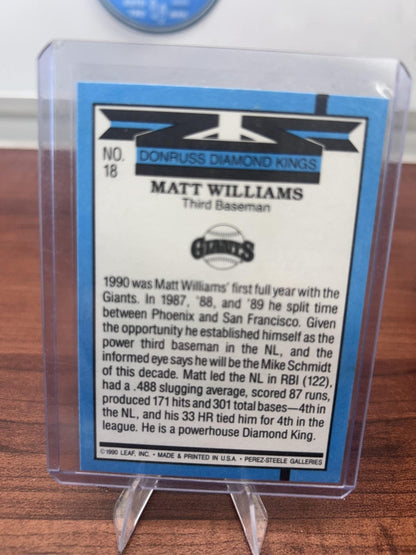 NO.
18
DONRUSS DIAMOND KINGS
MATT WILLIAMS
Third Baseman
GIANTS
1990 was Matt Williams' first full year with the
Giants. In 1987, '88, and '89 he split time
between Phoenix and San Francisco. Given
the opportunity he established himself as the
power third baseman in the NL, and the
informed eye says he will be the Mike Schmidt
of this decade. Matt led the NL in RBI (122),
had a .488 slugging average, scored 87 runs,
produced 171 hits and 301 total bases—4th in
the NL, and his 33 HR tied him for 4th in the
league. He is a powerhouse Diamond King.
©1990 LEAF, INC. • MADE & PRINTED IN U.S.A. • PEREZ-STEELE GALLERIES